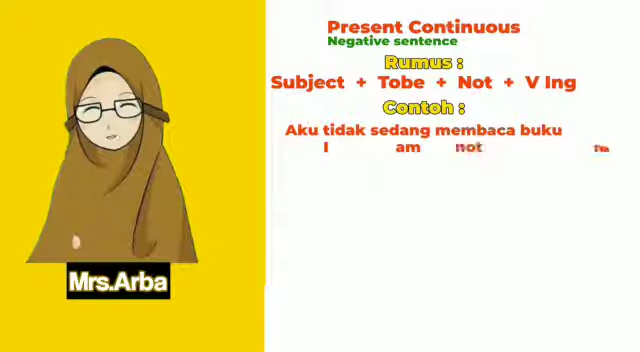 Present Continuous
Negative sentence
Rumus :
Subject + Tobe + Not + V Ing
Contoh :
Aku tidak sedang membaca buku
I am not
Mrs.Arba